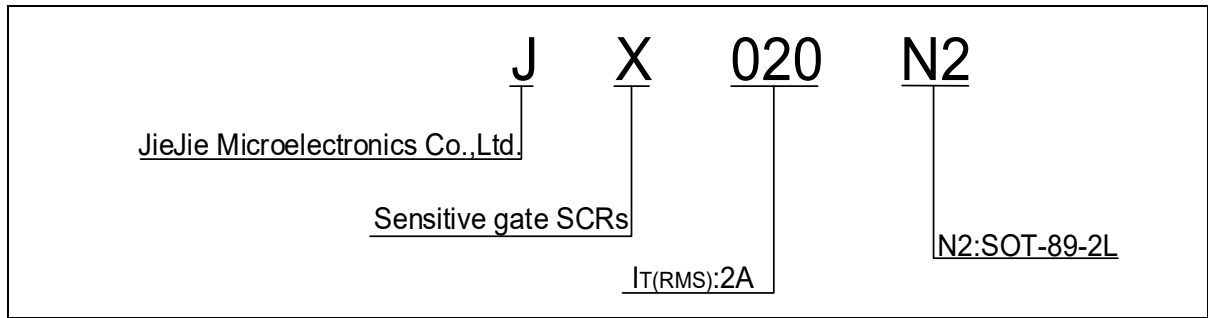 J X 020 N2
JieJie Microelectronics Co.,Ltd.
Sensitive gate SCRs
N2:SOT-89-2L
IT(RMS):2A